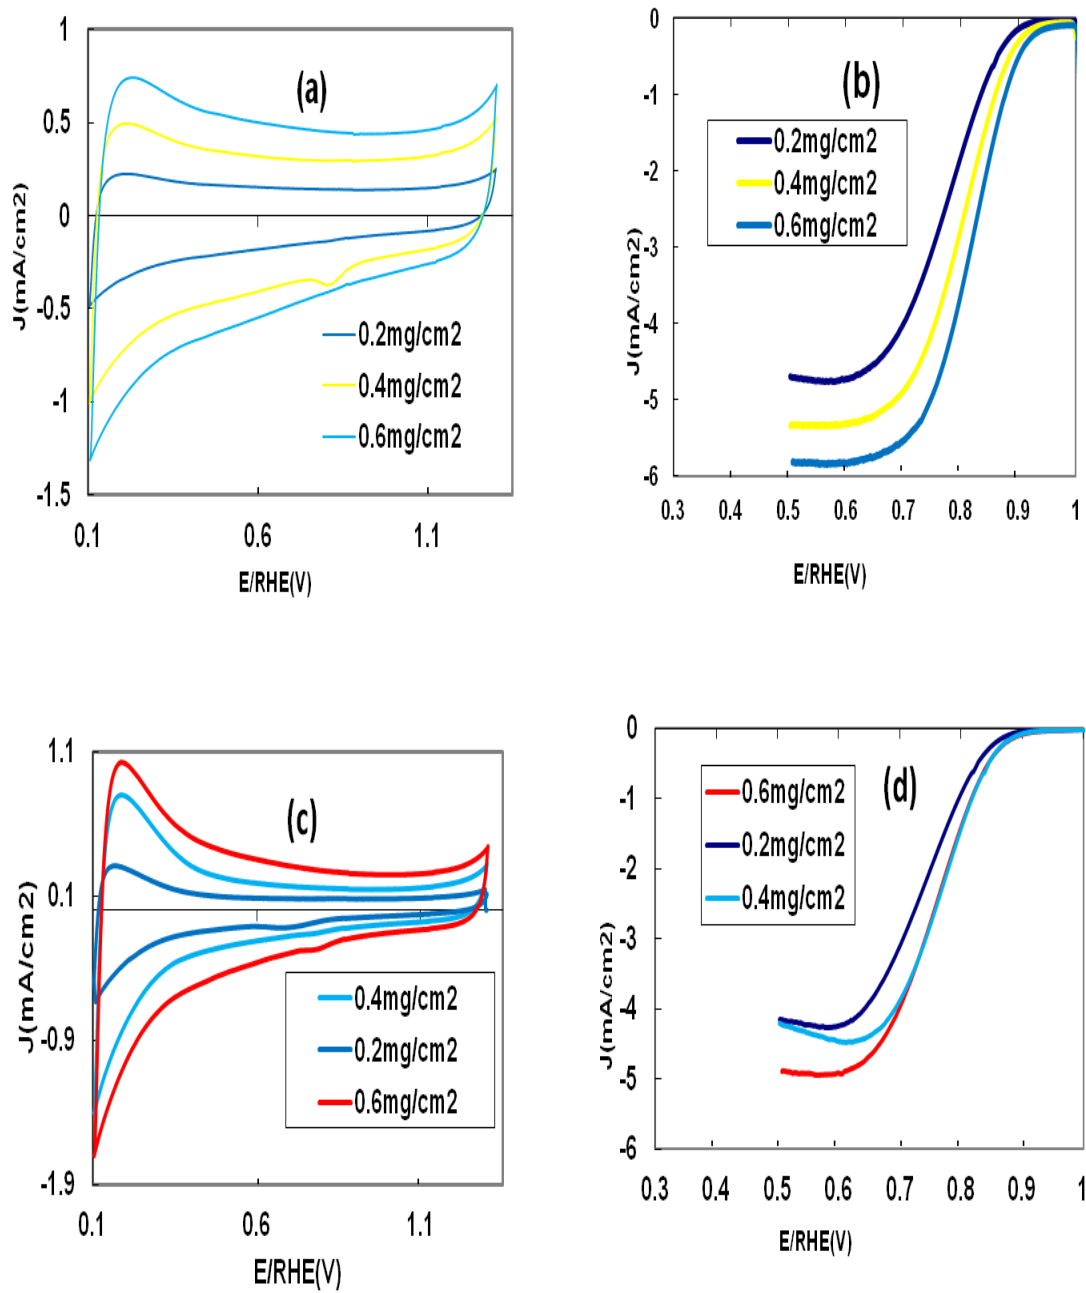 (a)
1
0.5
0
-0.5
-1
-1.5
J(mA/cm2)
0.2mg/cm2
0.4mg/cm2
0.6mg/cm2
0.1 0.6 1.1
E/RHE(V)
(b)
0
-1
-2
-3
-4
-5
-6
J(mA/cm2)
0.2mg/cm2
0.4mg/cm2
0.6mg/cm2
0.3 0.4 0.5 0.6 0.7 0.8 0.9 1
E/RHE(V)
(c)
1.1
0.1
-0.9
-1.9
J(mA/cm2)
0.4mg/cm2
0.2mg/cm2
0.6mg/cm2
0.1 0.6 1.1
E/RHE(V)
(d)
0
-1
-2
-3
-4
-5
-6
J(mA/cm2)
0.6mg/cm2
0.2mg/cm2
0.4mg/cm2
0.3 0.4 0.5 0.6 0.7 0.8 0.9 1
E/RHE(V)